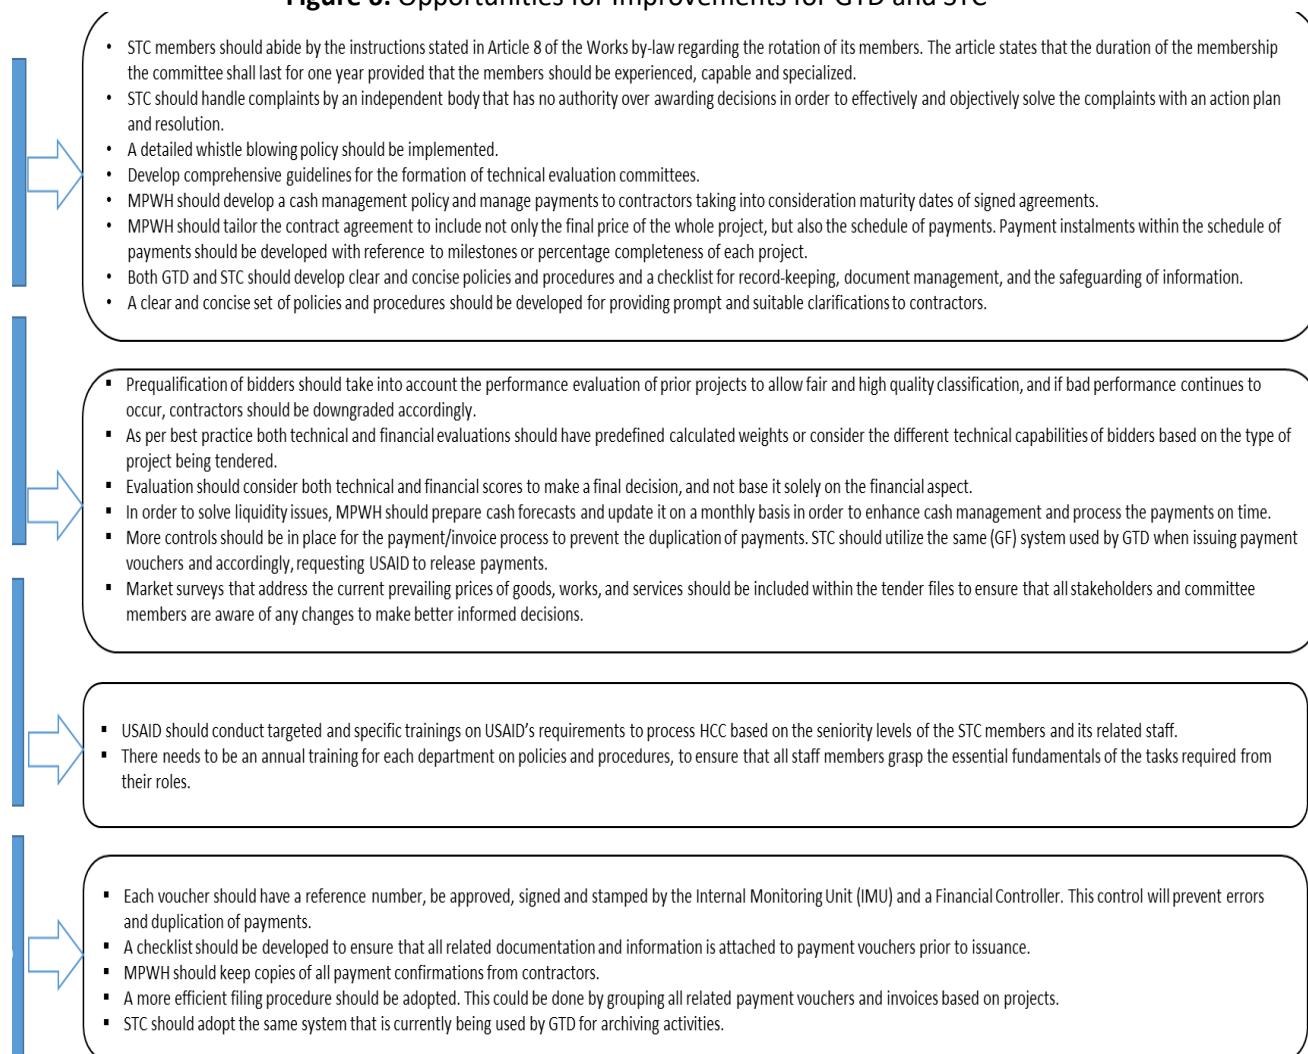 Figure 6. Opportunities for Improvements for GTD and STC
• STC members should abide by the instructions stated in Article 8 of the Works by-law regarding the rotation of its members. The article states that the duration of the membership
the committee shall last for one year provided that the members should be experienced, capable and specialized.
• STC should handle complaints by an independent body that has no authority over awarding decisions in order to effectively and objectively solve the complaints with an action plan
and resolution.
• A detailed whistle blowing policy should be implemented.
• Develop comprehensive guidelines for the formation of technical evaluation committees.
• MPWH should develop a cash management policy and manage payments to contractors taking into consideration maturity dates of signed agreements.
• MPWH should tailor the contract agreement to include not only the final price of the whole project, but also the schedule of payments. Payment instalments within the schedule of
payments should be developed with reference to milestones or percentage completeness of each project.
• Both GTD and STC should develop clear and concise policies and procedures and a checklist for record-keeping, document management, and the safeguarding of information.
• A clear and concise set of policies and procedures should be developed for providing prompt and suitable clarifications to contractors.
▪ Prequalification of bidders should take into account the performance evaluation of prior projects to allow fair and high quality classification, and if bad performance continues to
occur, contractors should be downgraded accordingly.
▪ As per best practice both technical and financial evaluations should have predefined calculated weights or consider the different technical capabilities of bidders based on the type of
project being tendered.
▪ Evaluation should consider both technical and financial scores to make a final decision, and not base it solely on the financial aspect.
▪ In order to solve liquidity issues, MPWH should prepare cash forecasts and update it on a monthly basis in order to enhance cash management and process the payments on time.
▪ More controls should be in place for the payment/invoice process to prevent the duplication of payments. STC should utilize the same (GF) system used by GTD when issuing payment
vouchers and accordingly, requesting USAID to release payments.
▪ Market surveys that address the current prevailing prices of goods, works, and services should be included within the tender files to ensure that all stakeholders and committee
members are aware of any changes to make better informed decisions.
▪ USAID should conduct targeted and specific trainings on USAID's requirements to process HCC based on the seniority levels of the STC members and its related staff.
▪ There needs to be an annual training for each department on policies and procedures, to ensure that all staff members grasp the essential fundamentals of the tasks required from
their roles.
▪ Each voucher should have a reference number, be approved, signed and stamped by the Internal Monitoring Unit (IMU) and a Financial Controller. This control will prevent errors
and duplication of payments.
▪ A checklist should be developed to ensure that all related documentation and information is attached to payment vouchers prior to issuance.
▪ MPWH should keep copies of all payment confirmations from contractors.
▪ A more efficient filing procedure should be adopted. This could be done by grouping all related payment vouchers and invoices based on projects.
▪ STC should adopt the same system that is currently being used by GTD for archiving activities.